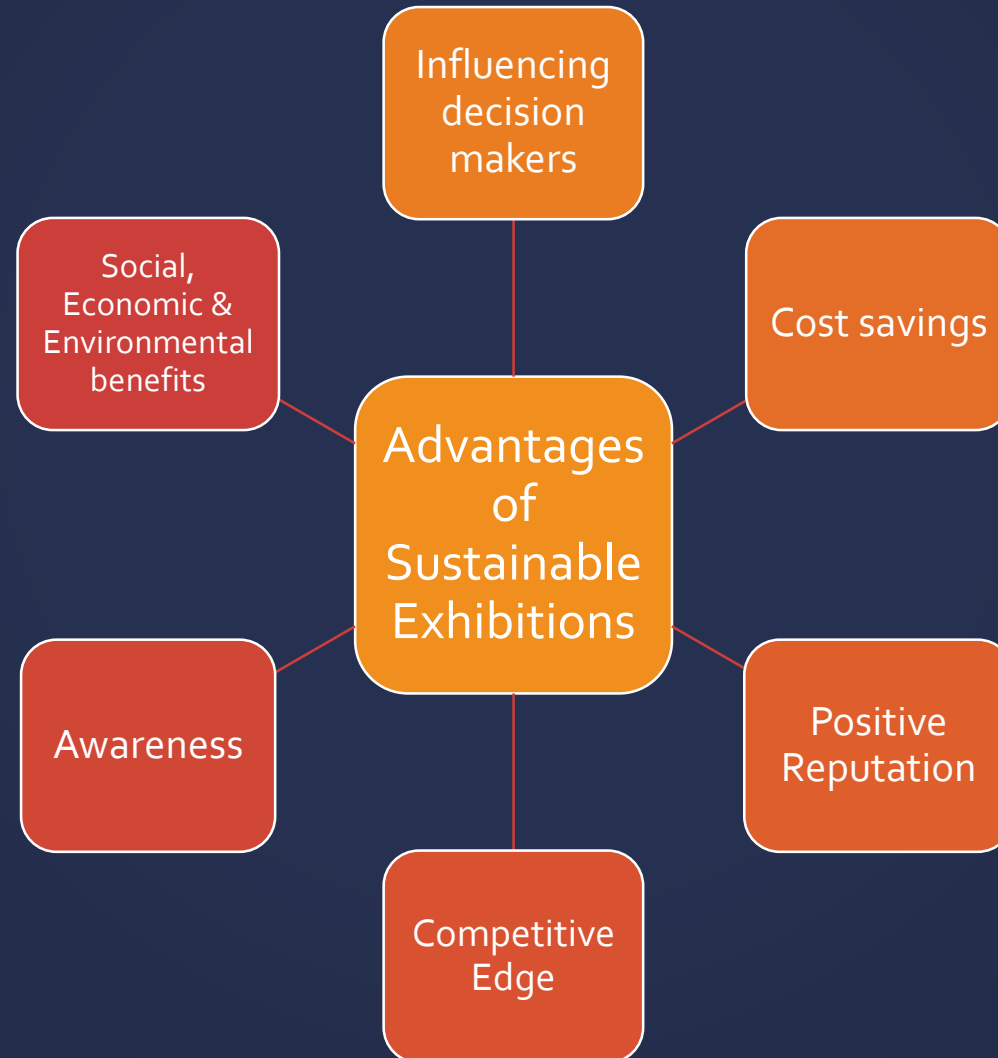 Influencing
decision
makers
Social,
Economic &
Environmental
benefits
Cost savings
Advantages
of
Sustainable
Exhibitions
Awareness
Positive
Reputation
Competitive
Edge